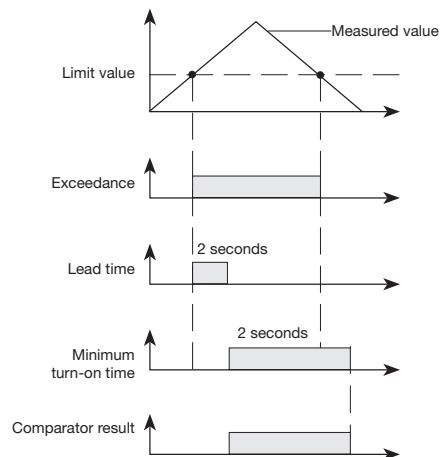 Measured value
Limit value
Exceedance
2 seconds
Lead time
2 seconds
Minimum
turn-on time
Comparator result